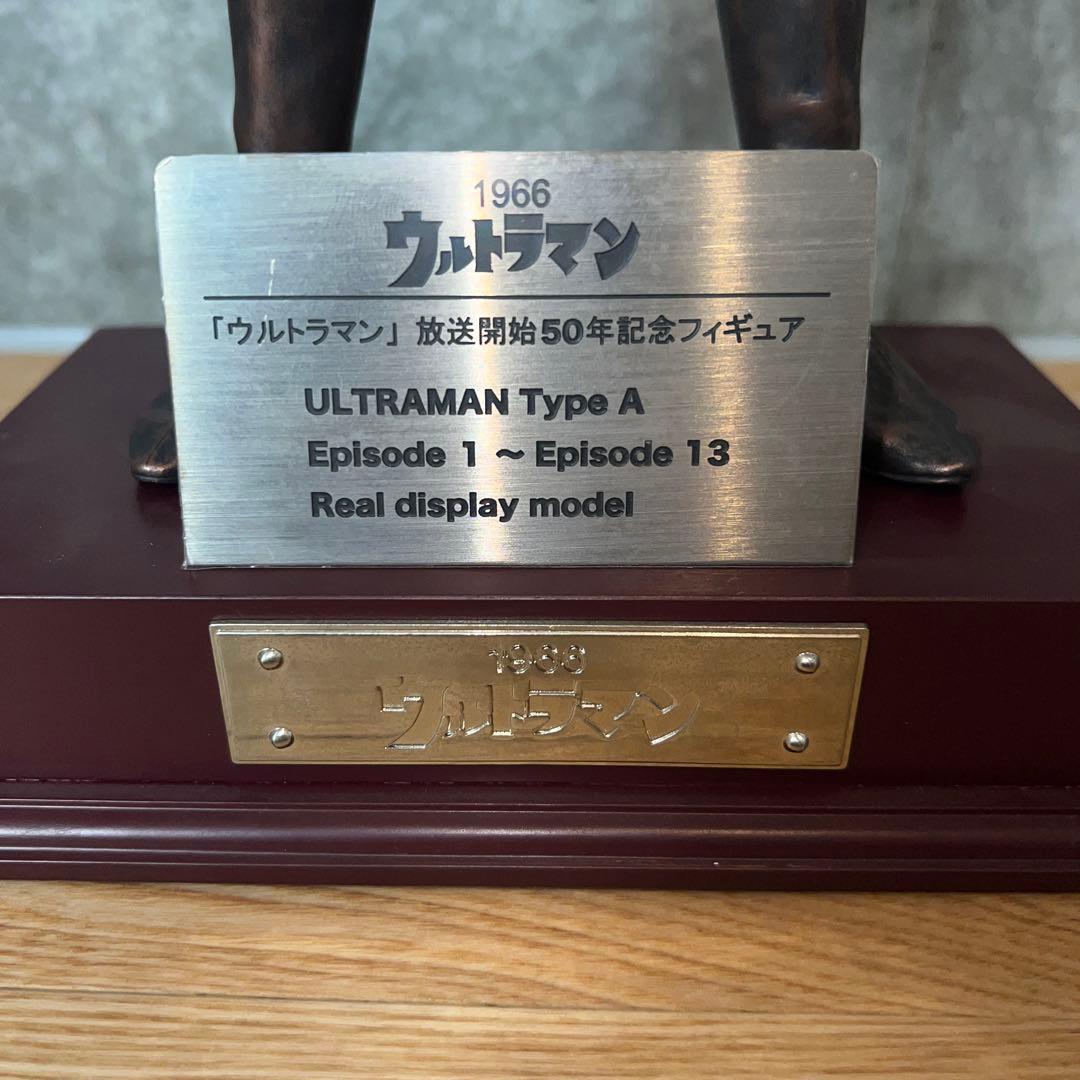 1966
ウルトラマン
「ウルトラマン」放送開始50年記念フィギュア
ULTRAMAN Type A
Episode 1 ～ Episode 13
Real display model
1966
ウルトラマン